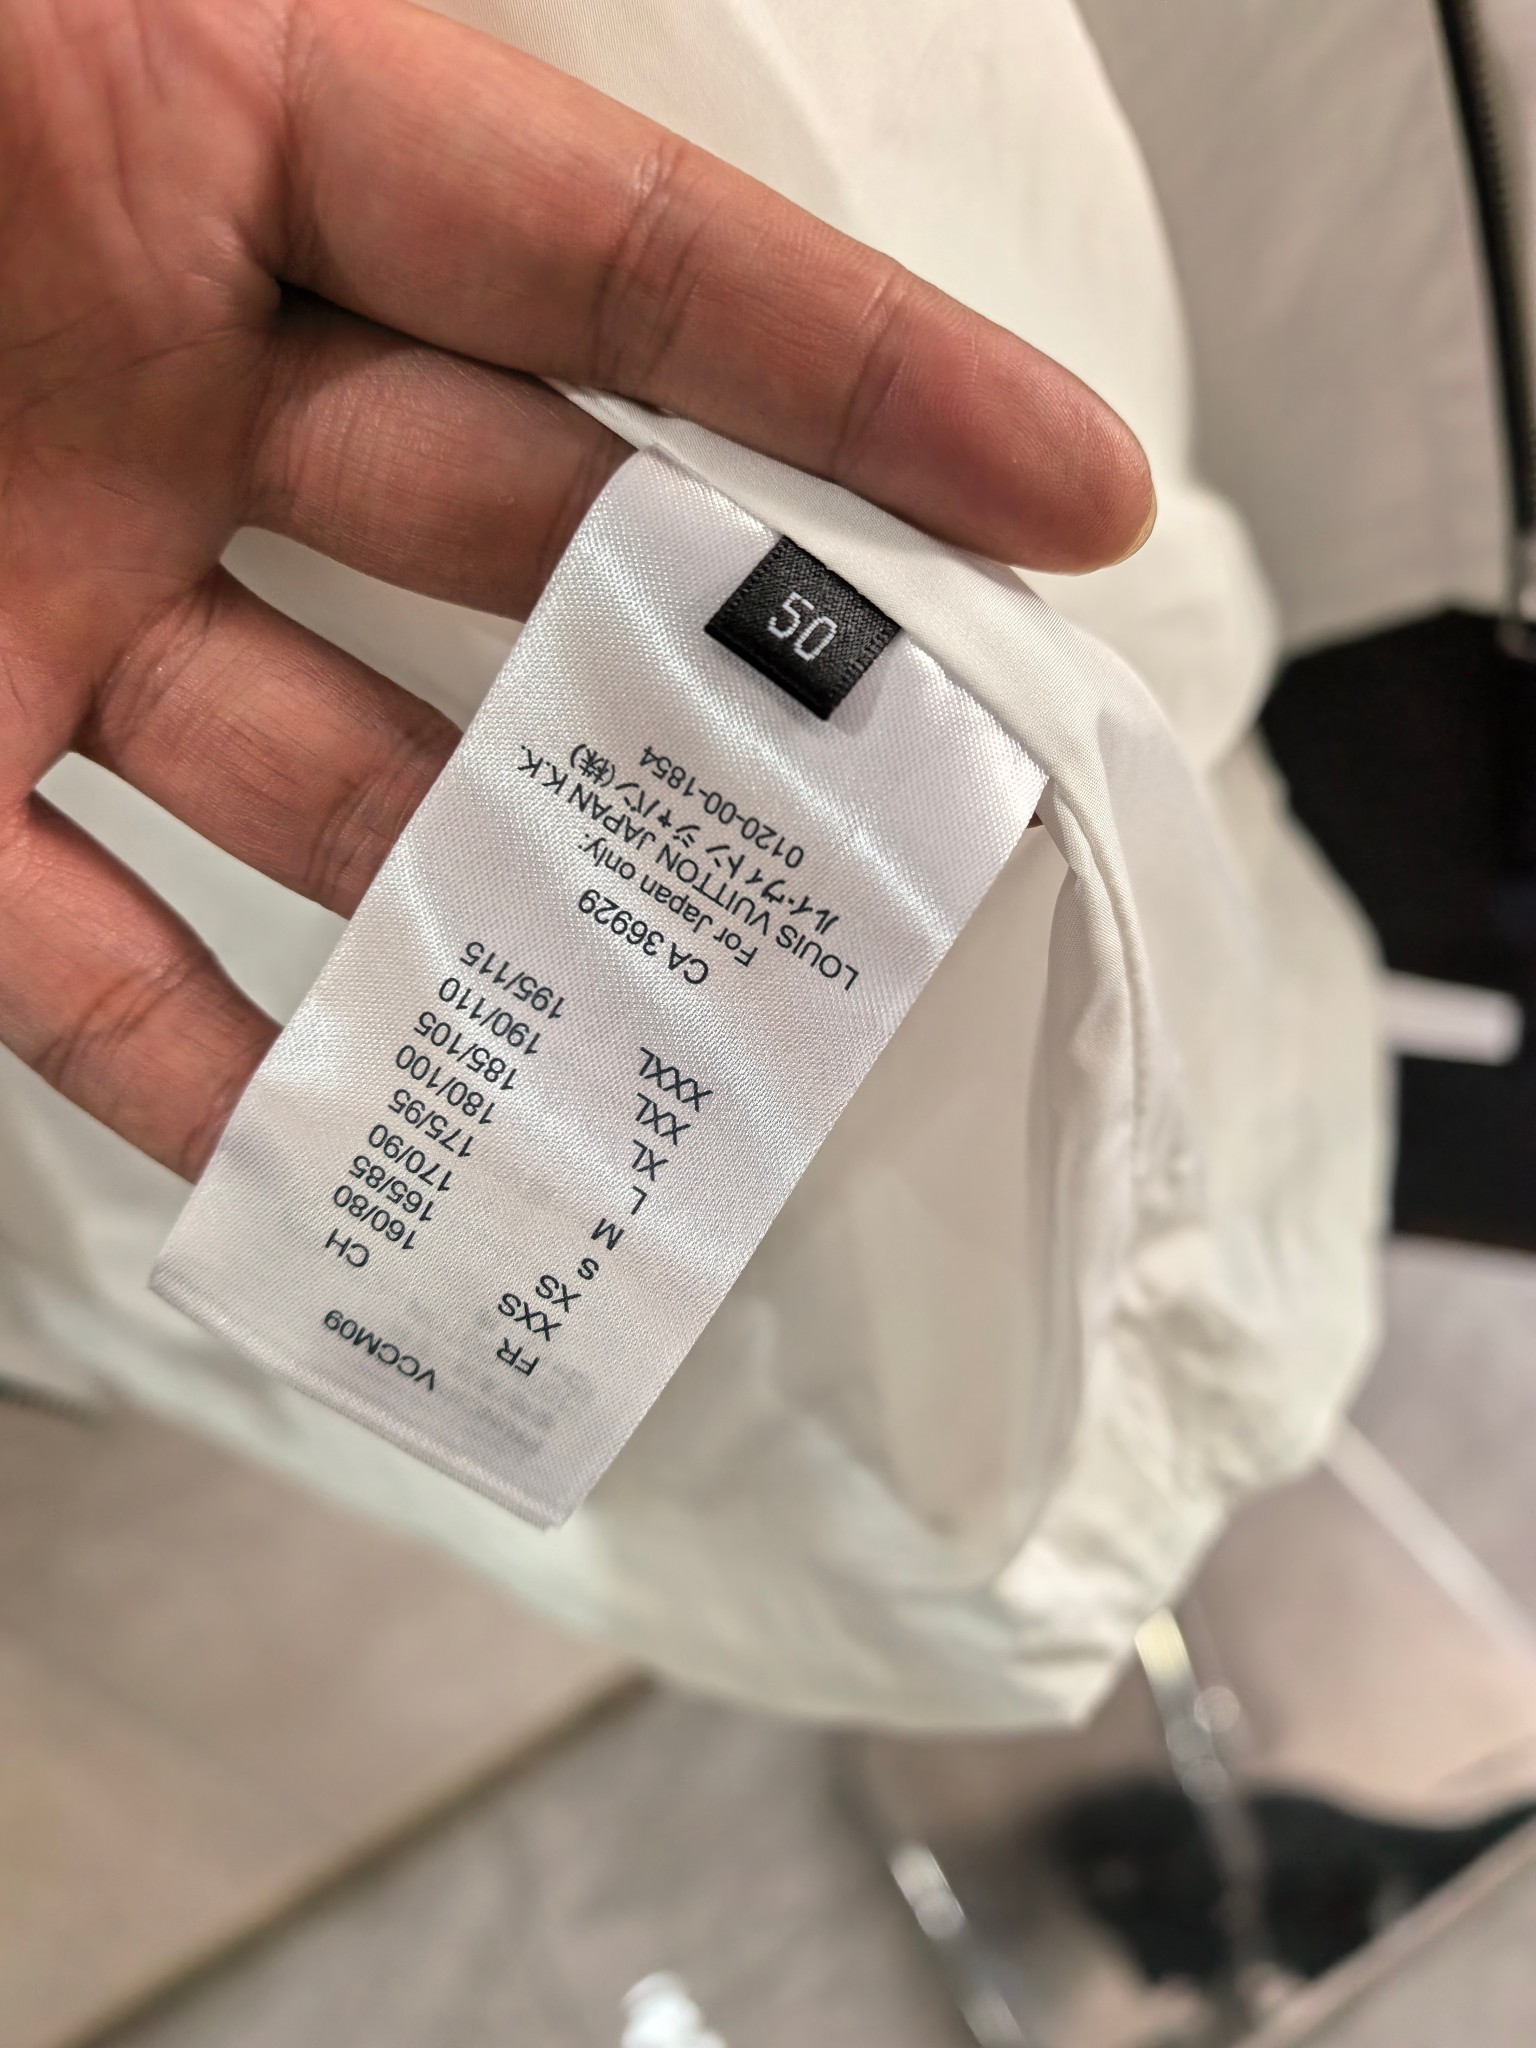 VCCM09
FR CH
XXS 160/80
XS 165/85
S 170/90
M 175/95
L 180/100
XL 185/105
XXL 190/110
XXXL 195/115
CA 36929
For Japan only:
LOUIS VUITTON JAPAN K.K.
ルイ・ヴィトン ジャパン(株)
0120-00-1854
50